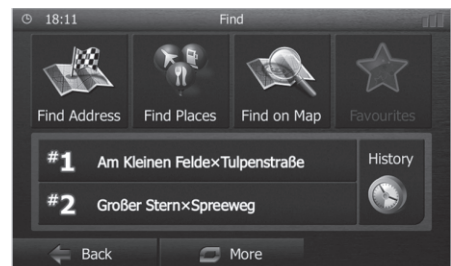 18:11 Find
Find Address Find Places Find on Map Favourites
#1 Am Kleinen Felde×Tulpenstraße
History
#2 Großer Stern×Spreeweg
Back More